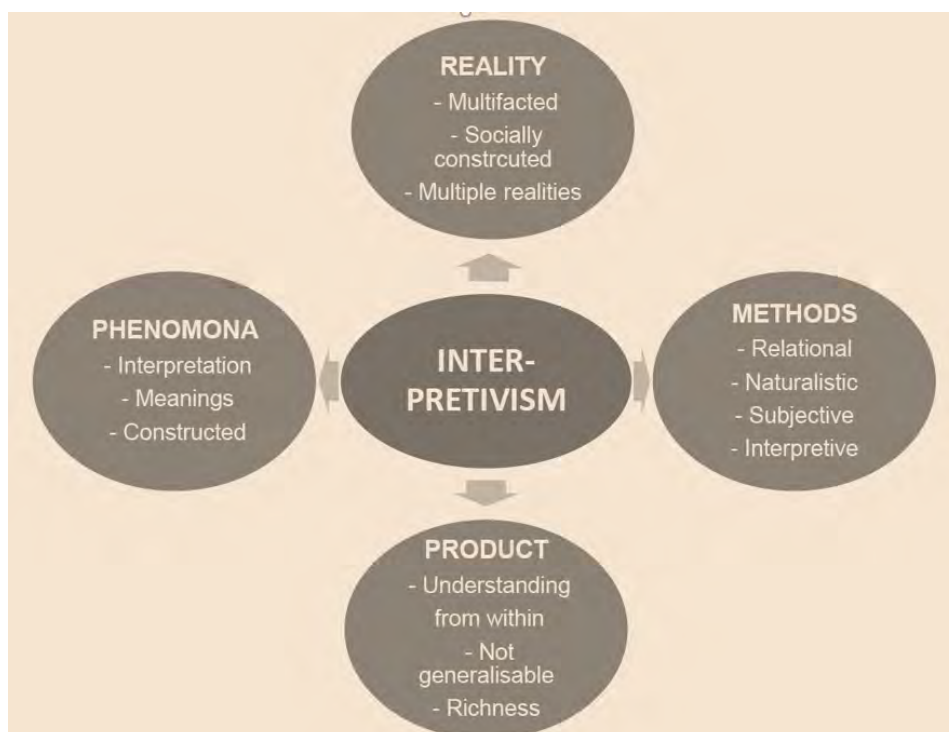 REALITY
- Multifacted
- Socially
constrcuted
- Multiple realities
PHENOMONA
- Interpretation
- Meanings
- Constructed
INTER-
PRETIVISM
METHODS
- Relational
- Naturalistic
- Subjective
- Interpretive
PRODUCT
- Understanding
from within
- Not
generalisable
- Richness